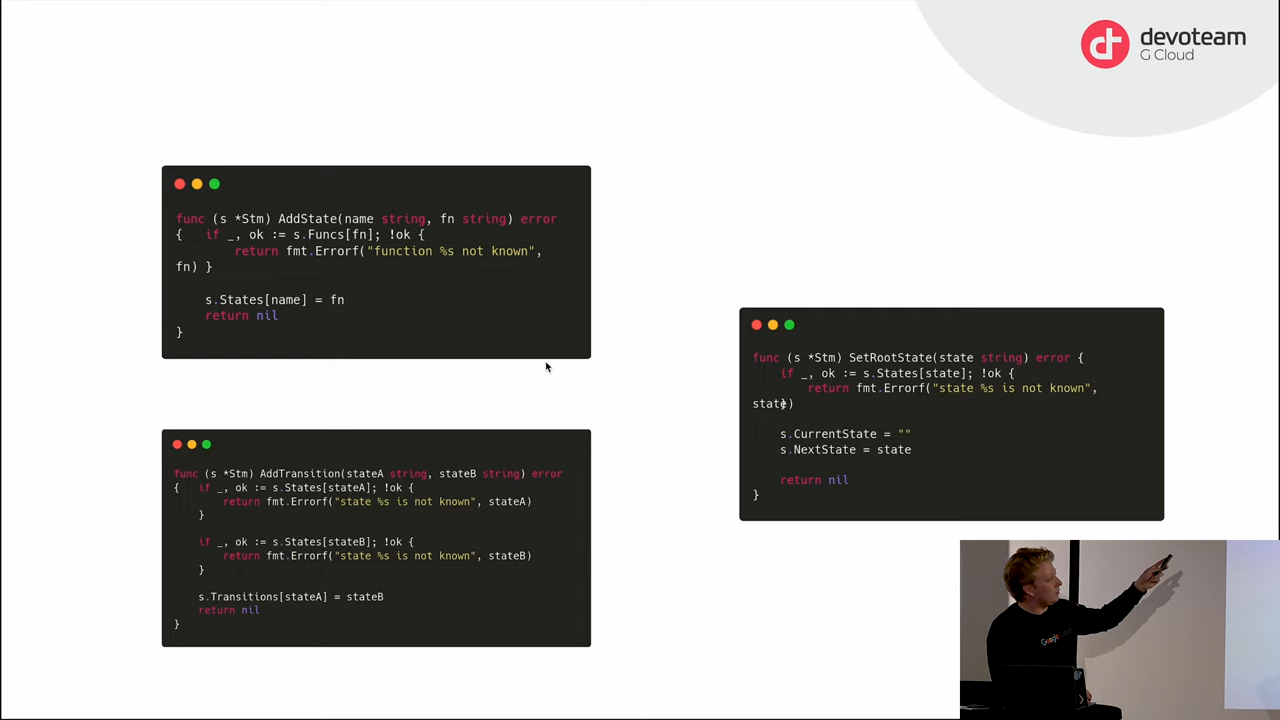 devoteam
G Cloud
func (s *Stm) AddState(name string, fn string) error
{   if _, ok := s.Funcs[fn]; !ok {
        return fmt.Errorf("function %s not known",
fn) }
    s.States[name] = fn
    return nil
}
func (s *Stm) AddTransition(stateA string, stateB string) error
{   if _, ok := s.States[stateA]; !ok {
        return fmt.Errorf("state %s is not known", stateA)
    }
    if _, ok := s.States[stateB]; !ok {
        return fmt.Errorf("state %s is not known", stateB)
    }
    s.Transitions[stateA] = stateB
    return nil
}
func (s *Stm) SetRootState(state string) error {
    if _, ok := s.States[state]; !ok {
        return fmt.Errorf("state %s is not known",
state)
    }
    s.CurrentState = ""
    s.NextState = state
    return nil
}
Google Cloud